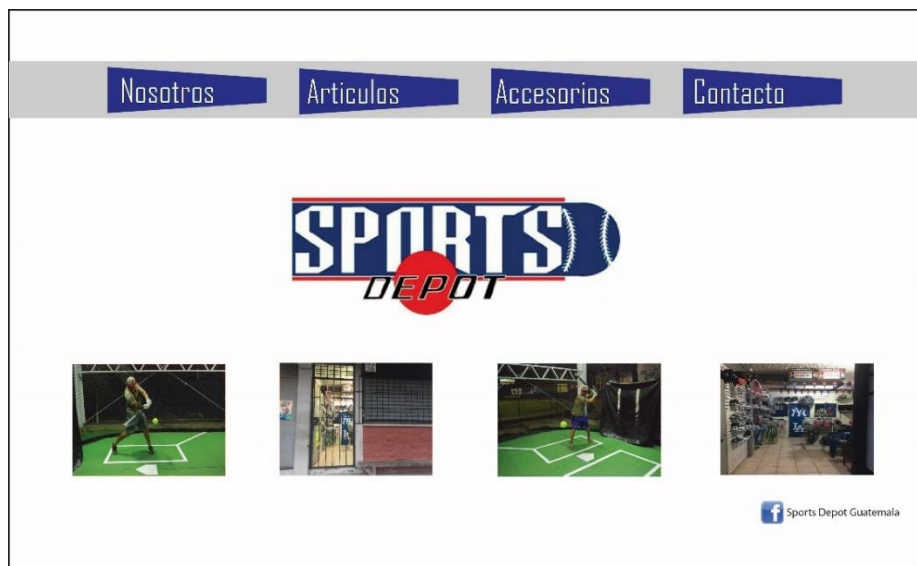 Nosotros
Articulos
Accesorios
Contacto
SPORTS
DEPOT
Sports Depot Guatemala